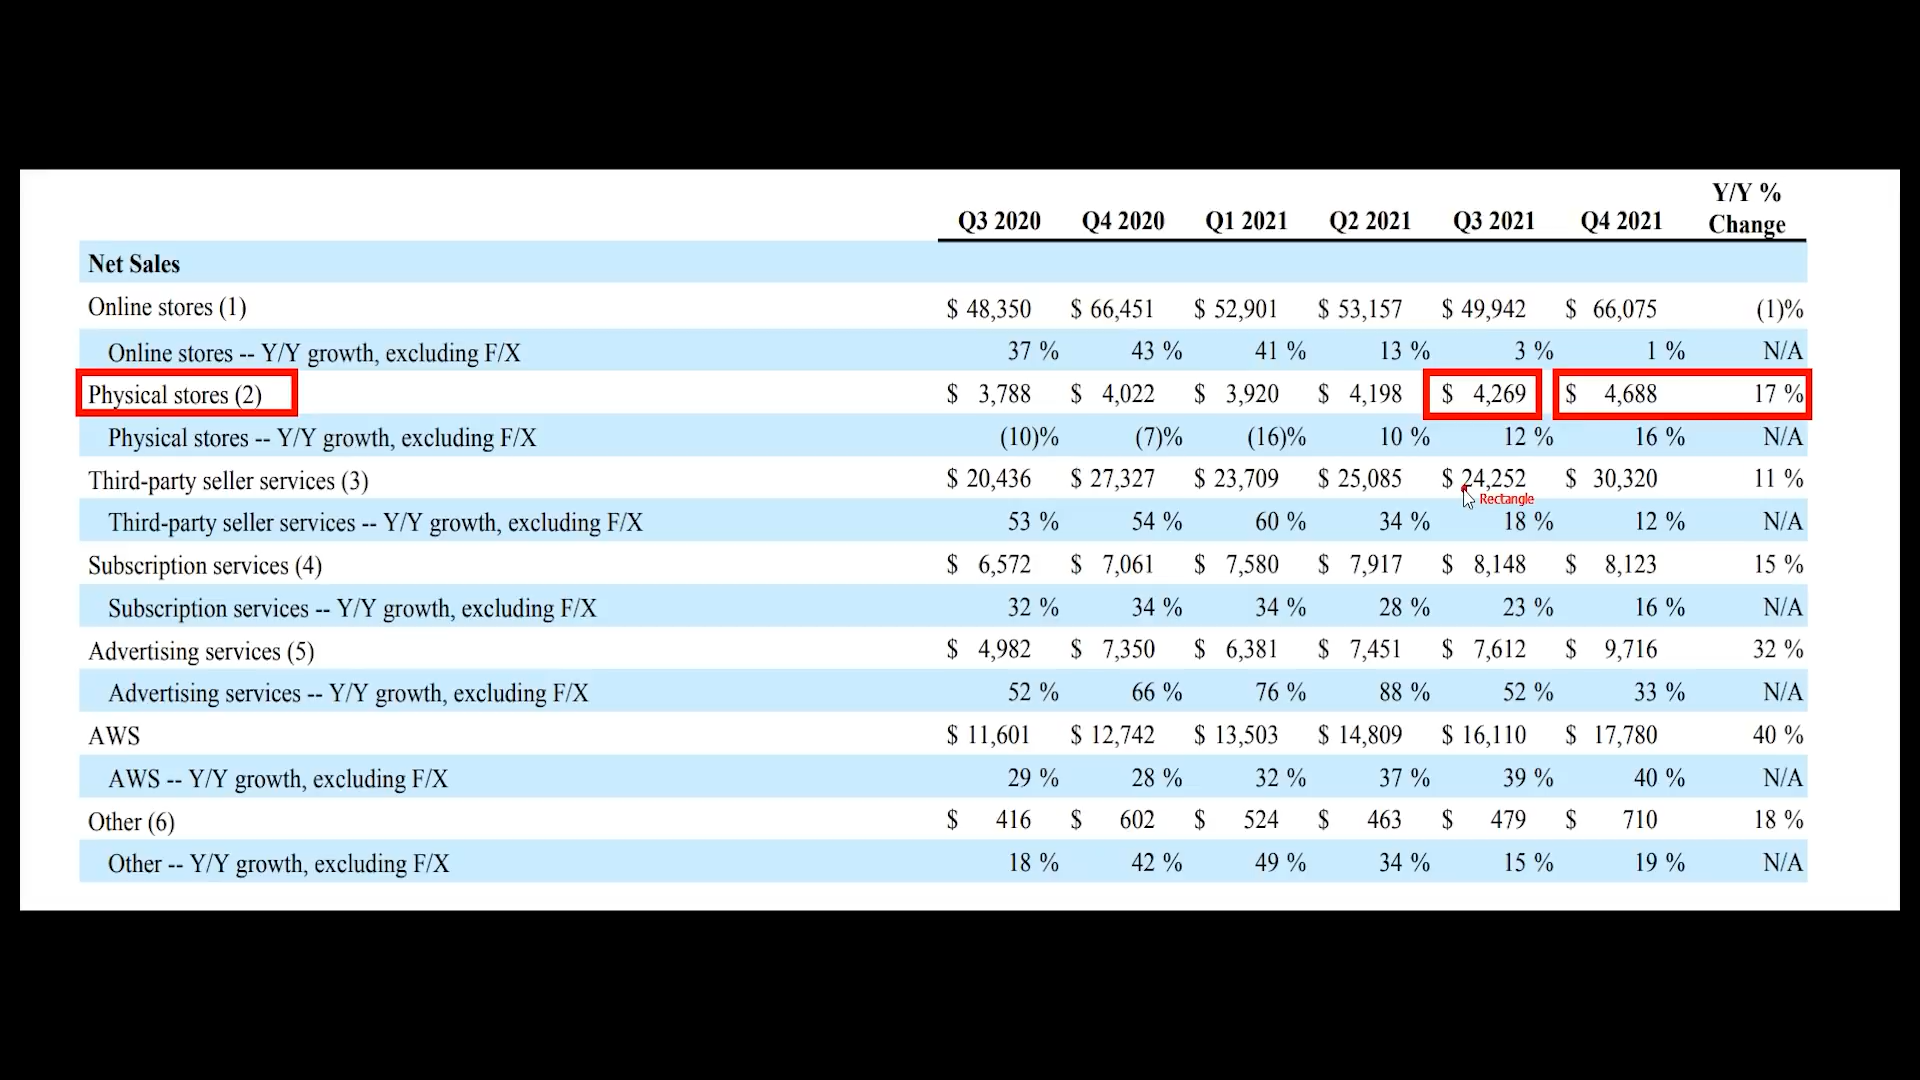 Y/Y %
Q3 2020 Q4 2020 Q1 2021 Q2 2021 Q3 2021 Q4 2021 Change
Net Sales
Online stores (1) $ 48,350 $ 66,451 $ 52,901 $ 53,157 $ 49,942 $ 66,075 (1)%
Online stores -- Y/Y growth, excluding F/X 37 % 43 % 41 % 13 % 3 % 1 % N/A
Physical stores (2) $ 3,788 $ 4,022 $ 3,920 $ 4,198 $ 4,269 $ 4,688 17 %
Physical stores -- Y/Y growth, excluding F/X (10)% (7)% (16)% 10 % 12 % 16 % N/A
Third-party seller services (3) $ 20,436 $ 27,327 $ 23,709 $ 25,085 $ 24,252 $ 30,320 11 %
Rectangle
Third-party seller services -- Y/Y growth, excluding F/X 53 % 54 % 60 % 34 % 18 % 12 % N/A
Subscription services (4) $ 6,572 $ 7,061 $ 7,580 $ 7,917 $ 8,148 $ 8,123 15 %
Subscription services -- Y/Y growth, excluding F/X 32 % 34 % 34 % 28 % 23 % 16 % N/A
Advertising services (5) $ 4,982 $ 7,350 $ 6,381 $ 7,451 $ 7,612 $ 9,716 32 %
Advertising services -- Y/Y growth, excluding F/X 52 % 66 % 76 % 88 % 52 % 33 % N/A
AWS $ 11,601 $ 12,742 $ 13,503 $ 14,809 $ 16,110 $ 17,780 40 %
AWS -- Y/Y growth, excluding F/X 29 % 28 % 32 % 37 % 39 % 40 % N/A
Other (6) $ 416 $ 602 $ 524 $ 463 $ 479 $ 710 18 %
Other -- Y/Y growth, excluding F/X 18 % 42 % 49 % 34 % 15 % 19 % N/A